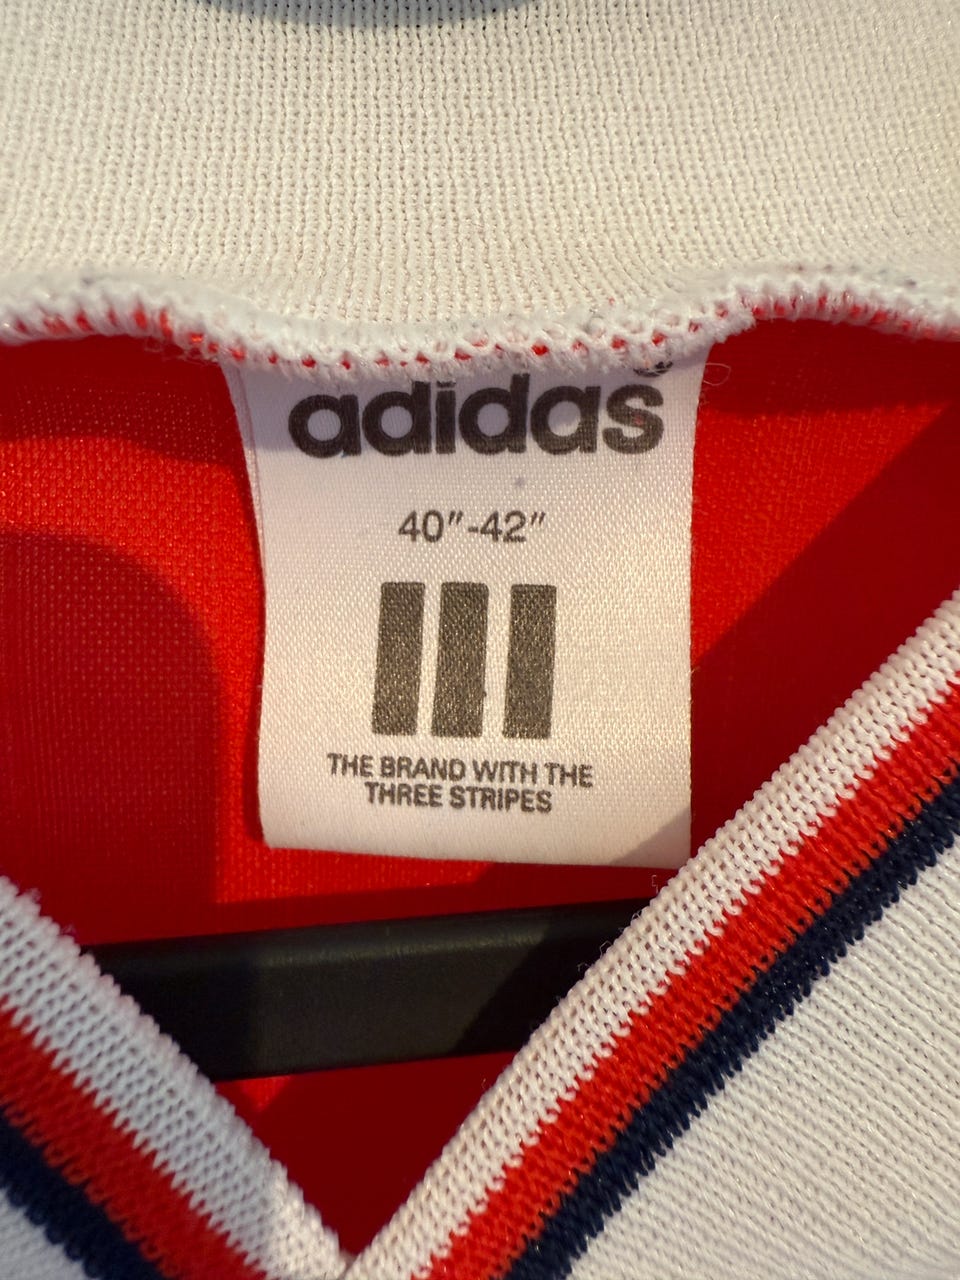 adidas
40"-42"
THE BRAND WITH THE
THREE STRIPES